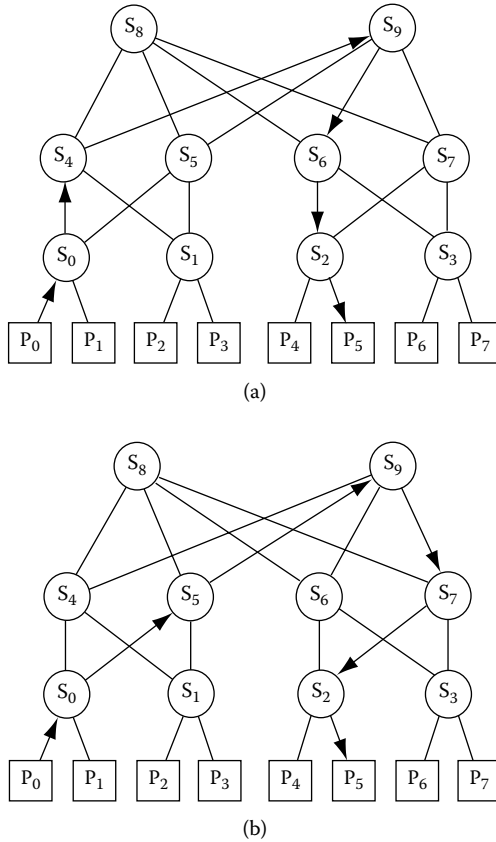 S8 S9
S4 S5 S6 S7
S0 S1 S2 S3
P0 P1 P2 P3 P4 P5 P6 P7
(a)
S8 S9
S4 S5 S6 S7
S0 S1 S2 S3
P0 P1 P2 P3 P4 P5 P6 P7
(b)